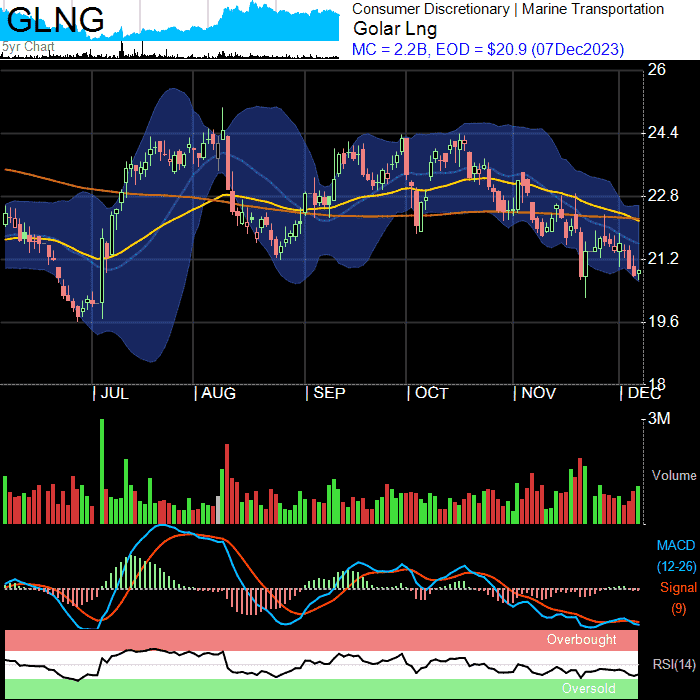 GLNG
5yr Chart
Consumer Discretionary | Marine Transportation
Golar Lng
MC = 2.2B, EOD = $20.9 (07Dec2023)
26
24.4
22.8
21.2
19.6
18
| JUL | AUG | SEP | OCT | NOV | DEC
3M
Volume
MACD
(12-26)
Signal
(9)
Overbought
RSI(14)
Oversold